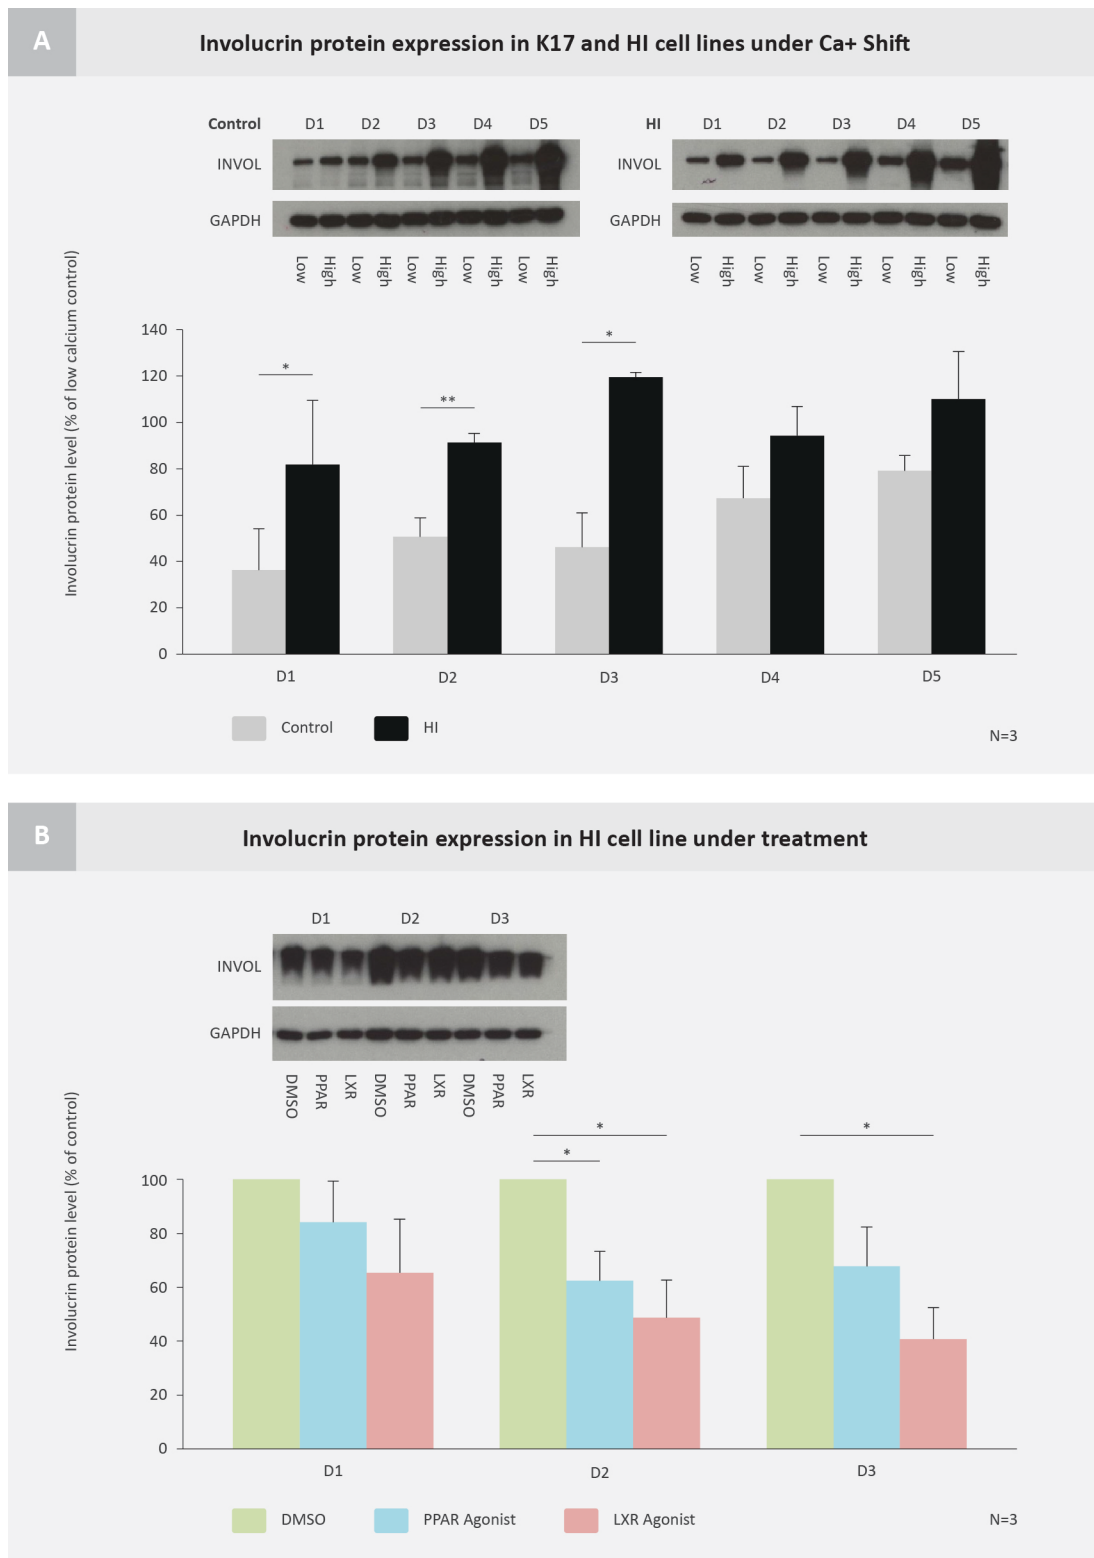 A
Involucrin protein expression in K17 and HI cell lines under Ca+ Shift
Control D1 D2 D3 D4 D5
INVOL
GAPDH
Low High Low High Low High Low High Low High
HI D1 D2 D3 D4 D5
INVOL
GAPDH
Low High Low High Low High Low High Low High
Involucrin protein level (% of low calcium control)
140
120
100
80
60
40
20
0
*
**
*
D1 D2 D3 D4 D5
Control HI
N=3
B
Involucrin protein expression in HI cell line under treatment
D1 D2 D3
INVOL
GAPDH
DMSO PPAR LXR DMSO PPAR LXR DMSO PPAR LXR
Involucrin protein level (% of control)
100
80
60
40
20
0
*
*
*
D1 D2 D3
DMSO PPAR Agonist LXR Agonist
N=3